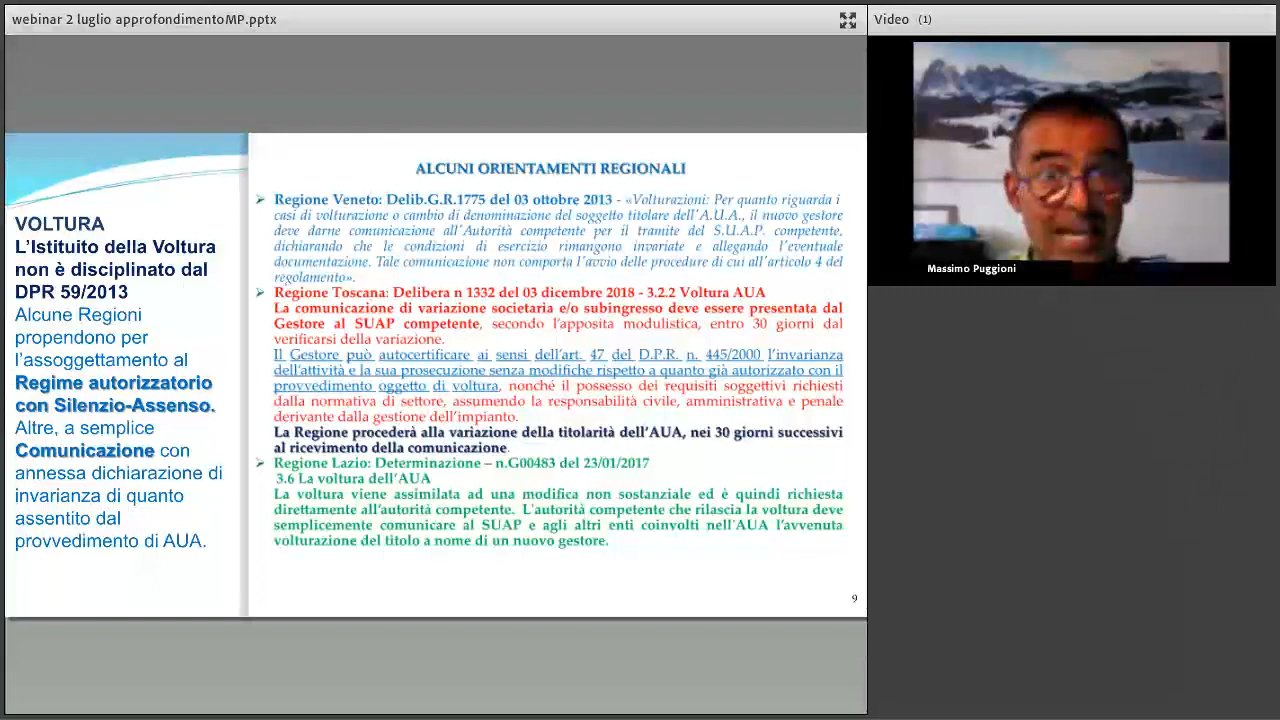 webinar 2 luglio approfondimentoMP.pptx
Video (1)
Massimo Puggioni
VOLTURA
L'Istituito della Voltura
non è disciplinato dal
DPR 59/2013
Alcune Regioni
propendono per
l'assoggettamento al
Regime autorizzatorio
con Silenzio-Assenso.
Altre, a semplice
Comunicazione con
annessa dichiarazione di
invarianza di quanto
assentito dal
provvedimento di AUA.
ALCUNI ORIENTAMENTI REGIONALI
Regione Veneto: Delib.G.R.1775 del 03 ottobre 2013 - «Volturazioni: Per quanto riguarda i
casi di volturazione o cambio di denominazione del soggetto titolare dell'A.U.A., il nuovo gestore
deve darne comunicazione all'Autorità competente per il tramite del S.U.A.P. competente,
dichiarando che le condizioni di esercizio rimangono invariate e allegando l'eventuale
documentazione. Tale comunicazione non comporta l'avvio delle procedure di cui all'articolo 4 del
regolamento».
Regione Toscana: Delibera n 1332 del 03 dicembre 2018 - 3.2.2 Voltura AUA
La comunicazione di variazione societaria e/o subingresso deve essere presentata dal
Gestore al SUAP competente, secondo l'apposita modulistica, entro 30 giorni dal
verificarsi della variazione.
Il Gestore può autocertificare ai sensi dell'art. 47 del D.P.R. n. 445/2000 l'invarianza
dell'attività e la sua prosecuzione senza modifiche rispetto a quanto già autorizzato con il
provvedimento oggetto di voltura, nonché il possesso dei requisiti soggettivi richiesti
dalla normativa di settore, assumendo la responsabilità civile, amministrativa e penale
derivante dalla gestione dell'impianto.
La Regione procederà alla variazione della titolarità dell'AUA, nei 30 giorni successivi
al ricevimento della comunicazione.
Regione Lazio: Determinazione – n.G00483 del 23/01/2017
3.6 La voltura dell'AUA
La voltura viene assimilata ad una modifica non sostanziale ed è quindi richiesta
direttamente all'autorità competente. L'autorità competente che rilascia la voltura deve
semplicemente comunicare al SUAP e agli altri enti coinvolti nell'AUA l'avvenuta
volturazione del titolo a nome di un nuovo gestore.
9